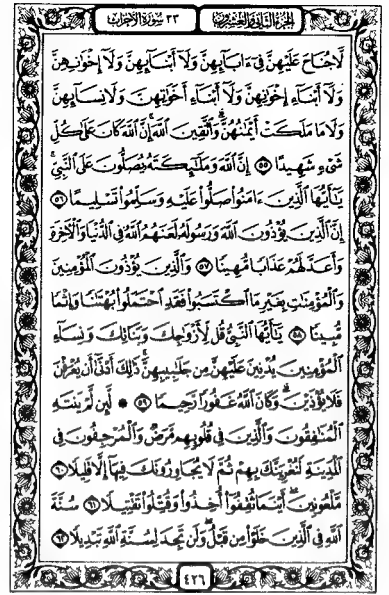 الجزء الثاني والعشرون
٣٣ سورة الأحزاب
لَّا جُنَاحَ عَلَيْهِنَّ فِىٓ ءَابَآئِهِنَّ وَلَآ أَبْنَآئِهِنَّ وَلَآ إِخْوَٰنِهِنَّ
وَلَآ أَبْنَآءِ إِخْوَٰنِهِنَّ وَلَآ أَبْنَآءِ أَخَوَٰتِهِنَّ وَلَا نِسَآئِهِنَّ
وَلَا مَا مَلَكَتْ أَيْمَٰنُهُنَّ ۗ وَٱتَّقِينَ ٱللَّهَ ۚ إِنَّ ٱللَّهَ كَانَ عَلَىٰ كُلِّ
شَىْءٍ شَهِيدًا ٥٥ إِنَّ ٱللَّهَ وَمَلَٰٓئِكَتَهُۥ يُصَلُّونَ عَلَى ٱلنَّبِىِّ ۚ
يَٰٓأَيُّهَا ٱلَّذِينَ ءَامَنُوا۟ صَلُّوا۟ عَلَيْهِ وَسَلِّمُوا۟ تَسْلِيمًا ٥٦
إِنَّ ٱلَّذِينَ يُؤْذُونَ ٱللَّهَ وَرَسُولَهُۥ لَعَنَهُمُ ٱللَّهُ فِى ٱلدُّنْيَا وَٱلْءَاخِرَةِ
وَأَعَدَّ لَهُمْ عَذَابًا مُّهِينًا ٥٧ وَٱلَّذِينَ يُؤْذُونَ ٱلْمُؤْمِنِينَ
وَٱلْمُؤْمِنَٰتِ بِغَيْرِ مَا ٱكْتَسَبُوا۟ فَقَدِ ٱحْتَمَلُوا۟ بُهْتَٰنًا وَإِثْمًا
مُّبِينًا ٥٨ يَٰٓأَيُّهَا ٱلنَّبِىُّ قُل لِّأَزْوَٰجِكَ وَبَنَاتِكَ وَنِسَآءِ
ٱلْمُؤْمِنِينَ يُدْنِينَ عَلَيْهِنَّ مِن جَلَٰبِيبِهِنَّ ۚ ذَٰلِكَ أَدْنَىٰٓ أَن يُعْرَفْنَ
فَلَا يُؤْذَيْنَ ۗ وَكَانَ ٱللَّهُ غَفُورًا رَّحِيمًا ٥٩ ۞ لَّئِن لَّمْ يَنتَهِ
ٱلْمُنَٰفِقُونَ وَٱلَّذِينَ فِى قُلُوبِهِم مَّرَضٌ وَٱلْمُرْجِفُونَ فِى
ٱلْمَدِينَةِ لَنُغْرِيَنَّكَ بِهِمْ ثُمَّ لَا يُجَاوِرُونَكَ فِيهَآ إِلَّا قَلِيلًا ٦٠
مَّلْعُونِينَ ۖ أَيْنَمَا ثُقِفُوٓا۟ أُخِذُوا۟ وَقُتِّلُوا۟ تَقْتِيلًا ٦١ سُنَّةَ
ٱللَّهِ فِى ٱلَّذِينَ خَلَوْا۟ مِن قَبْلُ ۖ وَلَن تَجِدَ لِسُنَّةِ ٱللَّهِ تَبْدِيلًا ٦٢
٤٢٦